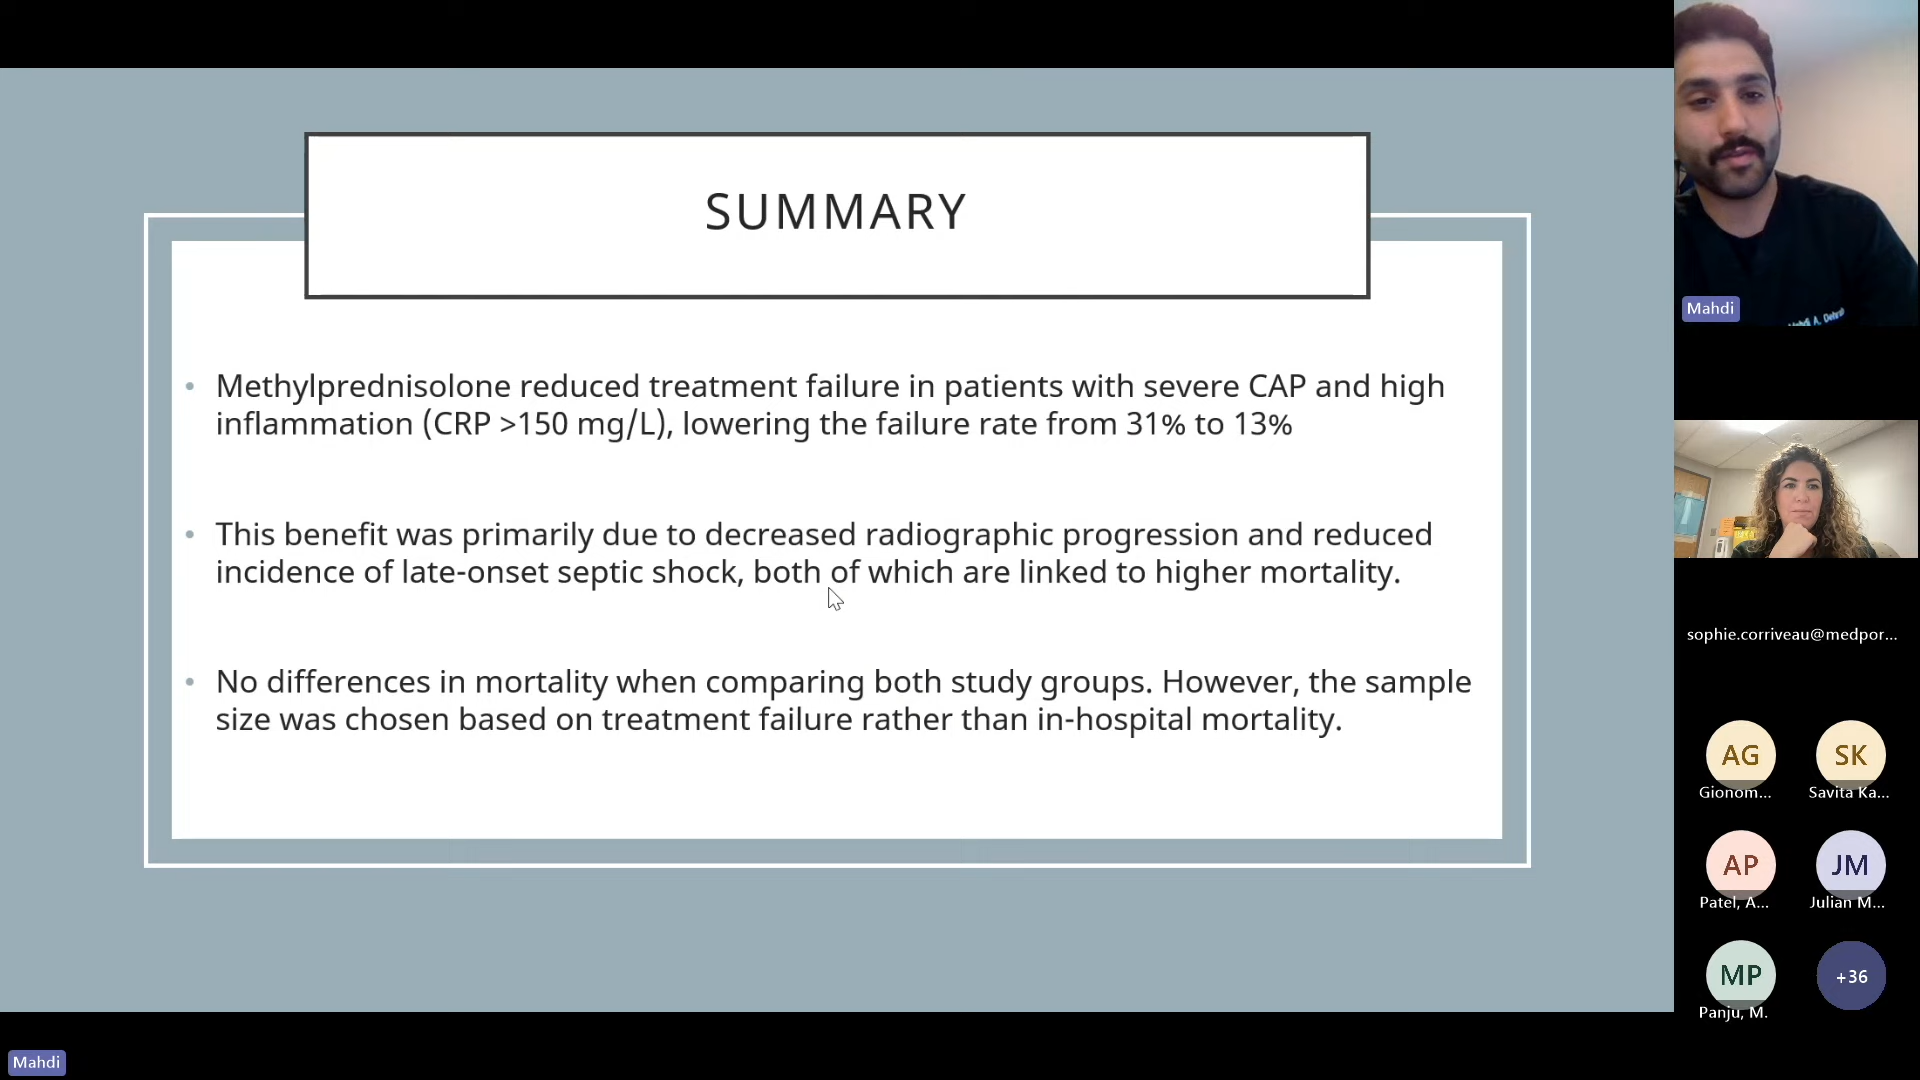 SUMMARY
Methylprednisolone reduced treatment failure in patients with severe CAP and high
inflammation (CRP >150 mg/L), lowering the failure rate from 31% to 13%
This benefit was primarily due to decreased radiographic progression and reduced
incidence of late-onset septic shock, both of which are linked to higher mortality.
No differences in mortality when comparing both study groups. However, the sample
size was chosen based on treatment failure rather than in-hospital mortality.
Mahdi
Mahdi
sophie.corriveau@medpor...
AG
Gionom...
SK
Savita Ka...
AP
Patel, A...
JM
Julian M...
MP
Panju, M.
+36